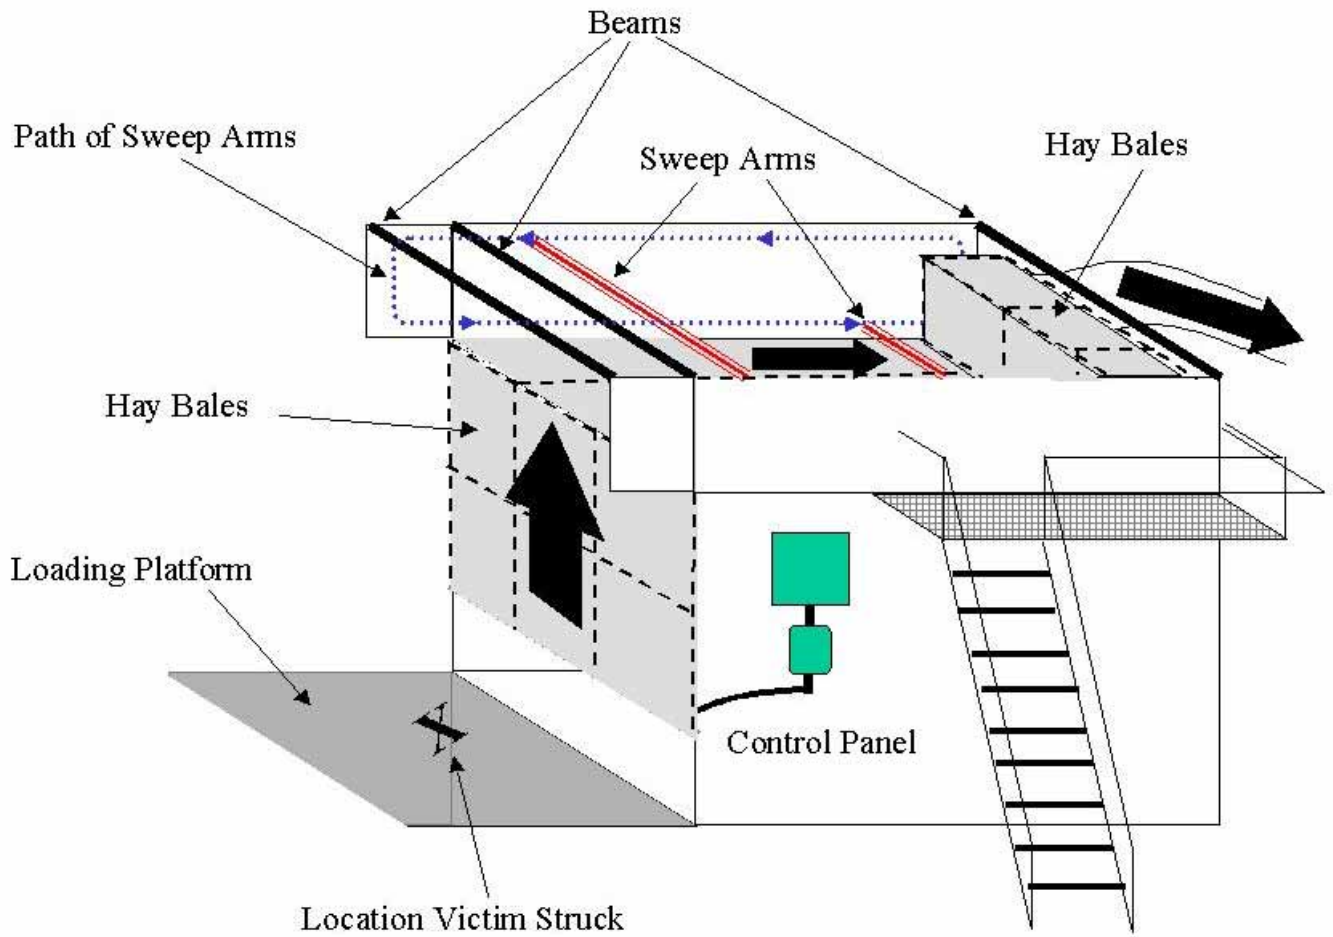 Beams
Path of Sweep Arms
Sweep Arms
Hay Bales
Hay Bales
Loading Platform
Control Panel
Location Victim Struck